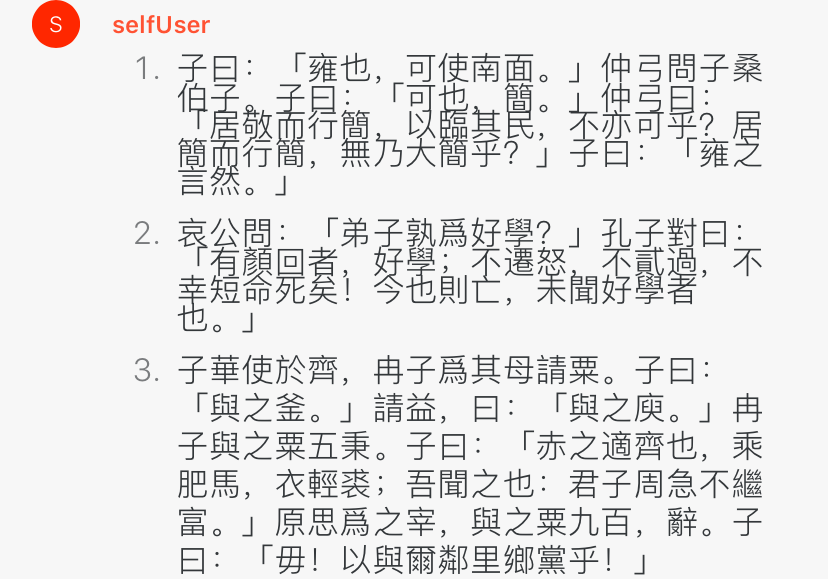 S
selfUser
1. 子曰：「雍也，可使南面。」仲弓問子桑
伯子。子曰：「可也，簡。」仲弓曰：
「居敬而行簡，以臨其民，不亦可乎？居
簡而行簡，無乃大簡乎？」子曰：「雍之
言然。」
2. 哀公問：「弟子孰爲好學？」孔子對曰：
「有顏回者，好學；不遷怒，不貳過，不
幸短命死矣！今也則亡，未聞好學者
也。」
3. 子華使於齊，冉子爲其母請粟。子曰：
「與之釜。」請益，曰：「與之庾。」冉
子與之粟五秉。子曰：「赤之適齊也，乘
肥馬，衣輕裘；吾聞之也：君子周急不繼
富。」原思爲之宰，與之粟九百，辭。子
曰：「毋！以與爾鄰里鄉黨乎！」